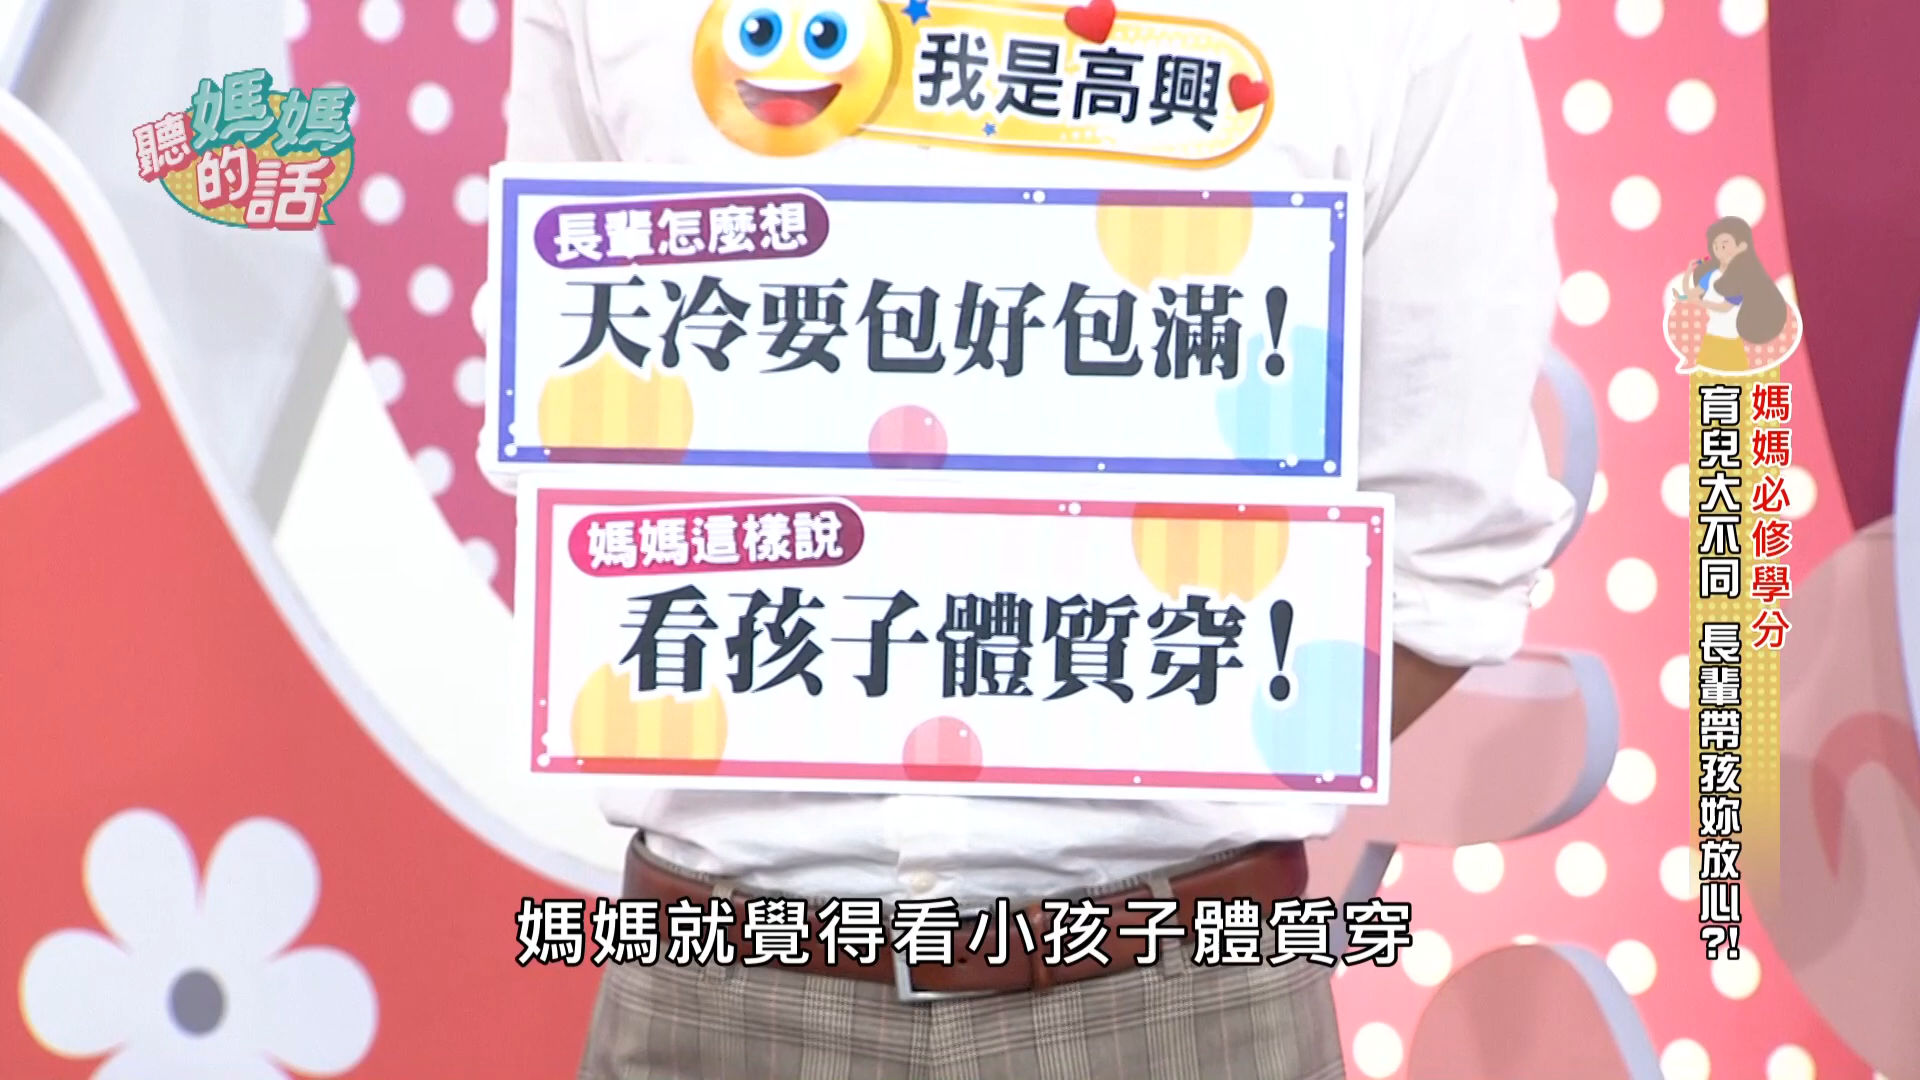 聽媽媽的話
我是高興
長輩怎麼想
天冷要包好包滿！
媽媽這樣說
看孩子體質穿！
媽媽必修學分
育兒大不同 長輩帶孩妳放心?!
媽媽就覺得看小孩子體質穿